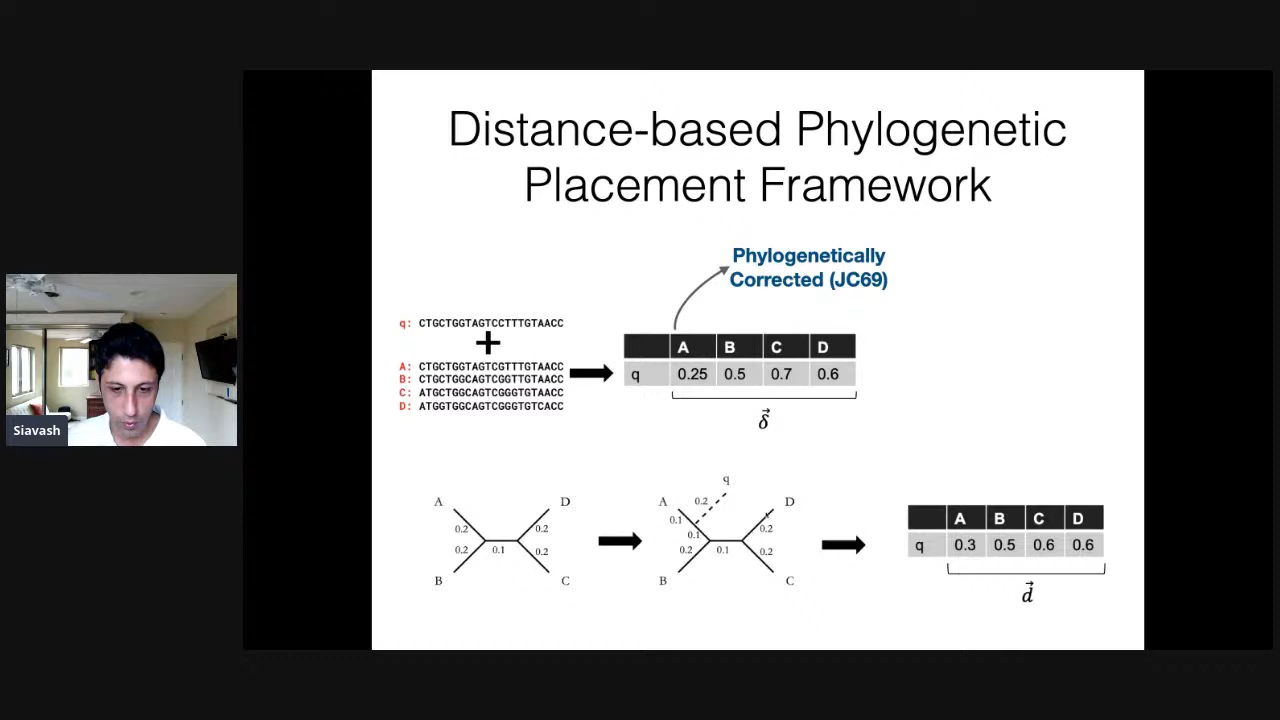 Distance-based Phylogenetic
Placement Framework
Phylogenetically
Corrected (JC69)
q: CTGCTGGTAGTCCTTTGTAACC
+
A: CTGCTGGTAGTCGTTTGTAACC
B: CTGCTGGCAGTCGGTTGTAACC
C: ATGCTGGCAGTCGGGTGTAACC
D: ATGGTGGCAGTCGGGTGTCACC
A B C D
q 0.25 0.5 0.7 0.6
δ⃗
Siavash
A D
0.2 0.2
0.2 0.1 0.2
B C
q
A 0.2 D
0.1
0.1 0.2
0.2 0.1 0.2
B C
A B C D
q 0.3 0.5 0.6 0.6
d⃗